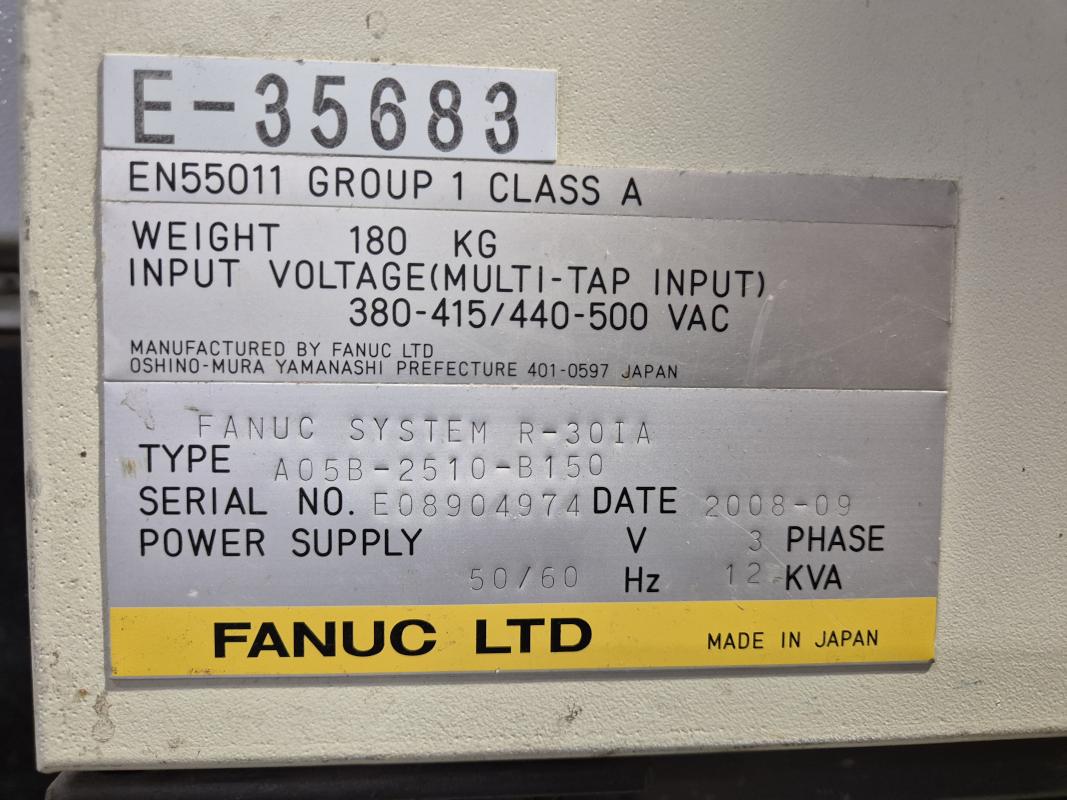 E-35683
EN55011 GROUP 1 CLASS A
WEIGHT 180 KG
INPUT VOLTAGE(MULTI-TAP INPUT)
380-415/440-500 VAC
MANUFACTURED BY FANUC LTD
OSHINO-MURA YAMANASHI PREFECTURE 401-0597 JAPAN
FANUC SYSTEM R-30IA
TYPE A05B-2510-B150
SERIAL NO. E08904974 DATE 2008-09
POWER SUPPLY V 3 PHASE
50/60 Hz 12 KVA
FANUC LTD MADE IN JAPAN